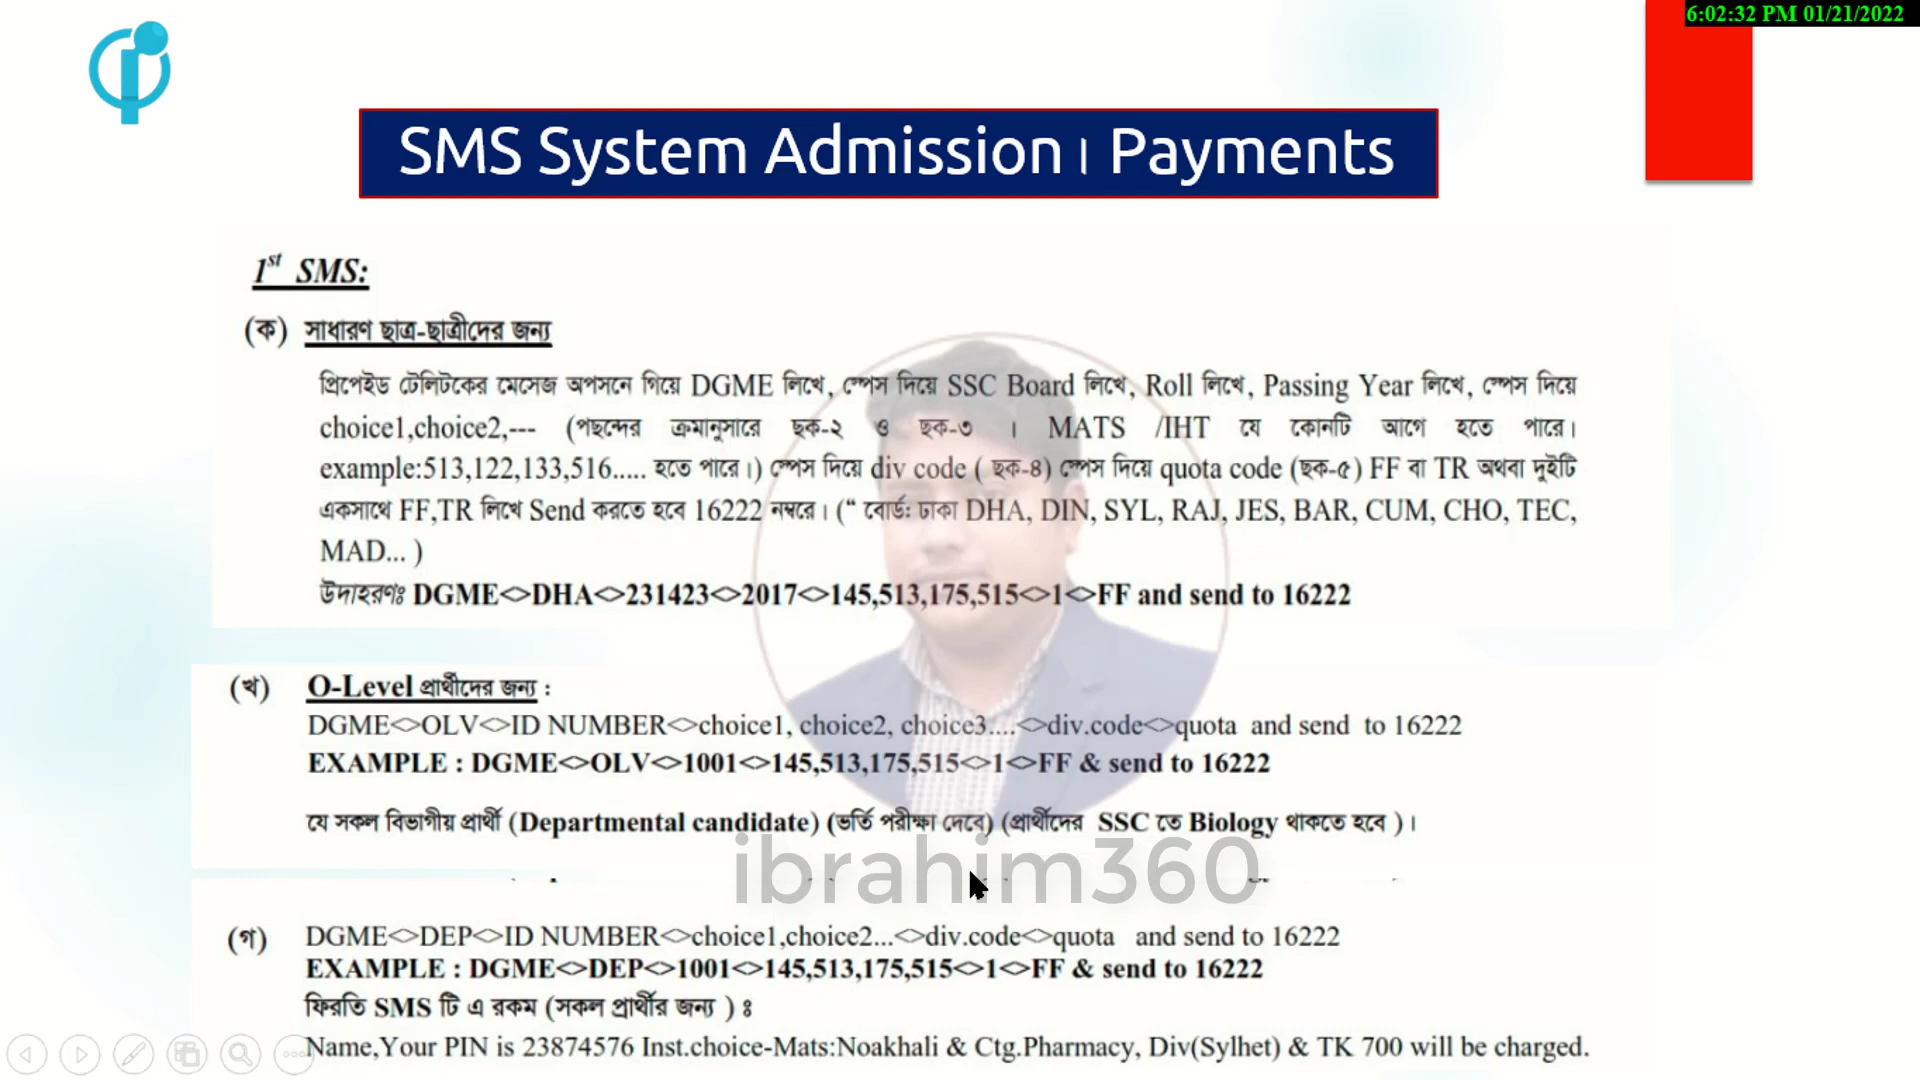 6:02:32 PM 01/21/2022
SMS System Admission। Payments
1st SMS:
(ক) সাধারণ ছাত্র-ছাত্রীদের জন্য
প্রিপেইড টেলিটকের মেসেজ অপসনে গিয়ে DGME লিখে, স্পেস দিয়ে SSC Board লিখে, Roll লিখে, Passing Year লিখে, স্পেস দিয়ে
choice1,choice2,--- (পছন্দের ক্রমানুসারে ছক-২ ও ছক-৩ । MATS /IHT যে কোনটি আগে হতে পারে।
example:513,122,133,516..... হতে পারে।) স্পেস দিয়ে div code ( ছক-4) স্পেস দিয়ে quota code (ছক-৫) FF বা TR অথবা দুইটি
একসাথে FF,TR লিখে Send করতে হবে 16222 নম্বরে। (“ বোর্ড: ঢাকা DHA, DIN, SYL, RAJ, JES, BAR, CUM, CHO, TEC,
MAD... )
উদাহরণঃ DGME<>DHA<>231423<>2017<>145,513,175,515<>1<>FF and send to 16222
(খ) O-Level প্রার্থীদের জন্য :
DGME<>OLV<>ID NUMBER<>choice1, choice2, choice3....<>div.code<>quota and send to 16222
EXAMPLE : DGME<>OLV<>1001<>145,513,175,515<>1<>FF & send to 16222
যে সকল বিভাগীয় প্রার্থী (Departmental candidate) (ভর্তি পরীক্ষা দেবে) (প্রার্থীদের SSC তে Biology থাকতে হবে )।
ibrahim360
(গ) DGME<>DEP<>ID NUMBER<>choice1,choice2...<>div.code<>quota and send to 16222
EXAMPLE : DGME<>DEP<>1001<>145,513,175,515<>1<>FF & send to 16222
ফিরতি SMS টি এ রকম (সকল প্রার্থীর জন্য ) ঃ
Name,Your PIN is 23874576 Inst.choice-Mats:Noakhali & Ctg.Pharmacy, Div(Sylhet) & TK 700 will be charged.